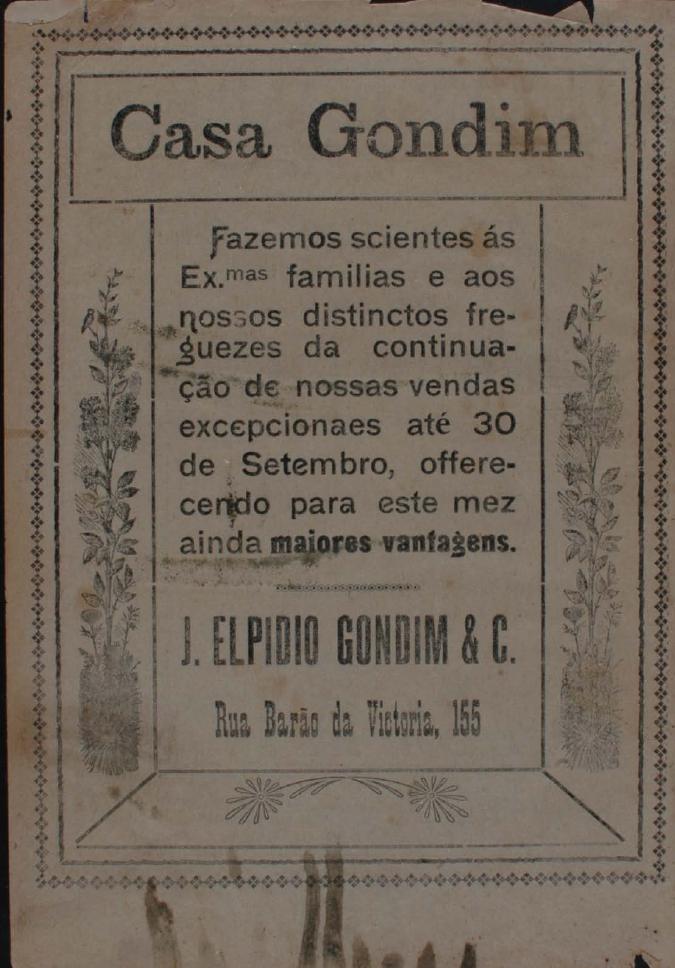 Casa Gondim
Fazemos scientes ás
Ex.mas familias e aos
nossos distinctos fre-
guezes da continua-
ção de nossas vendas
excepcionaes até 30
de Setembro, offere-
cendo para este mez
ainda maiores vantagens.
J. ELPIDIO GONDIM & C.
Rua Barão da Victoria, 155